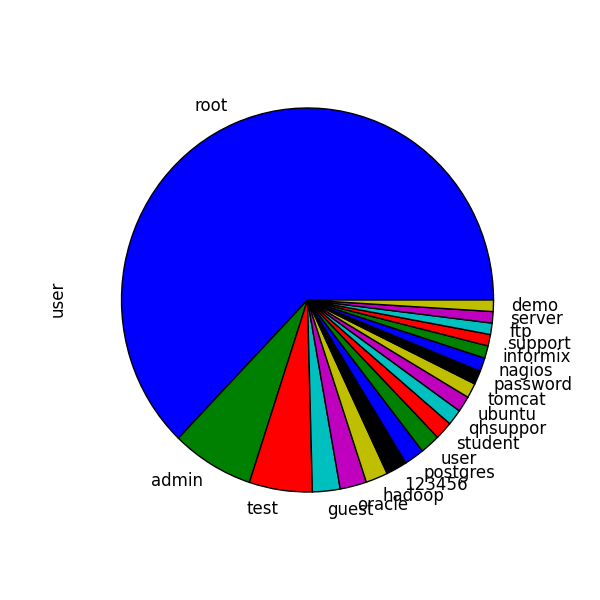 root
user
admin
test
guest
oracle
hadoop
123456
postgres
user
student
qhsuppor
ubuntu
tomcat
password
nagios
informix
support
ftp
server
demo